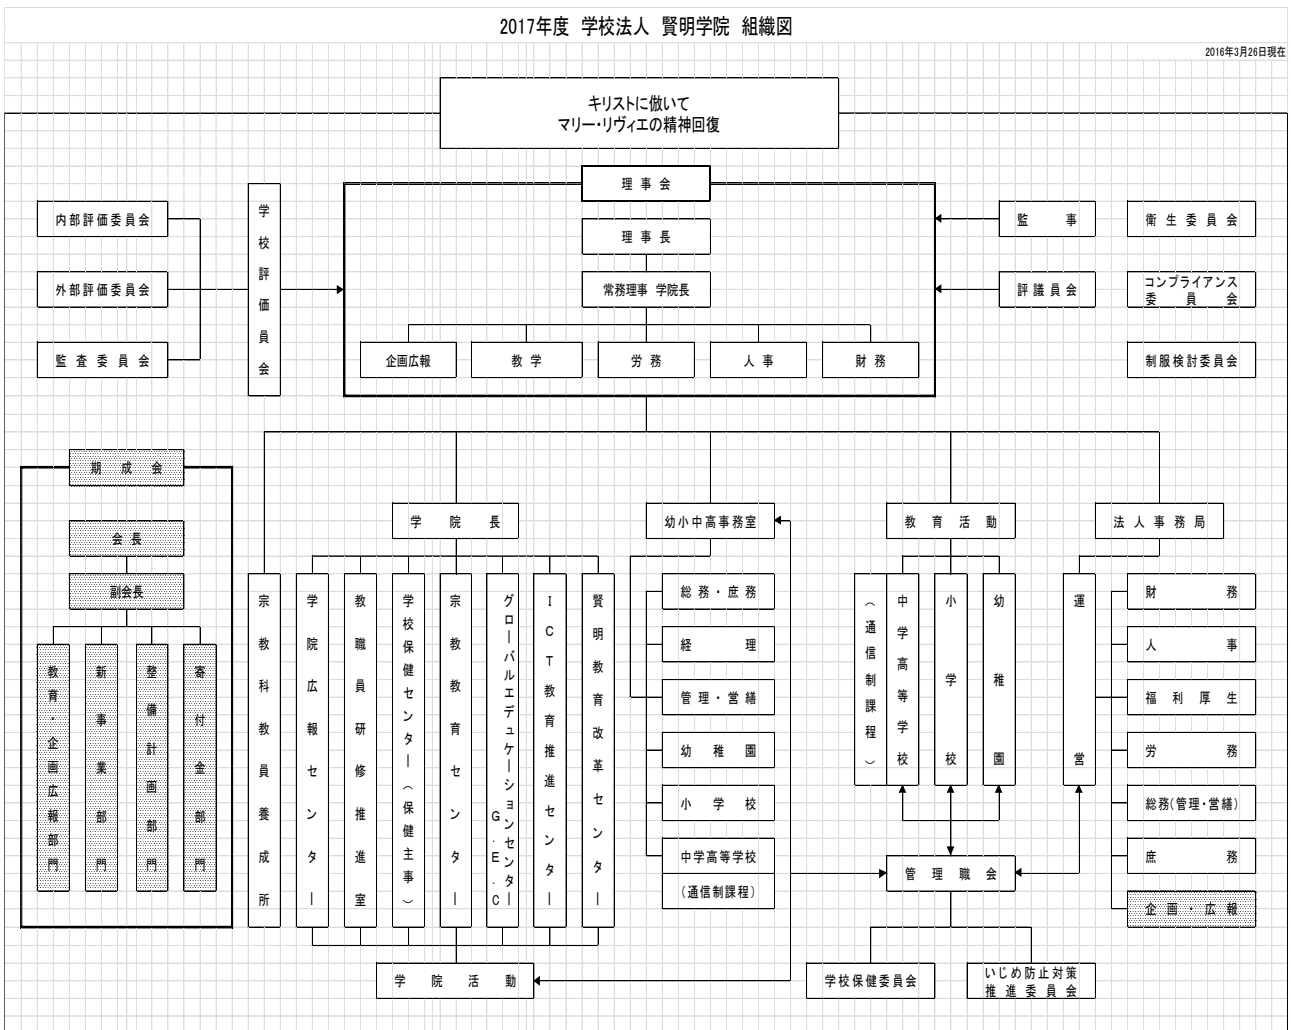 2017年度 学校法人 賢明学院 組織図
2016年3月26日現在
キリストに倣いて
マリー・リヴィエの精神回復
理事会
理事長
常務理事 学院長
企画広報
教学
労務
人事
財務
内部評価委員会
外部評価委員会
監査委員会
学校評価員会
監事
評議員会
衛生委員会
コンプライアンス
委員会
制服検討委員会
期成会
会長
副会長
教育・企画広報部門
新事業部門
整備計画部門
寄付金部門
学院長
幼小中高事務室
教育活動
法人事務局
宗教科教員養成所
学院広報センター
教職員研修推進室
学校保健センター(保健主事)
宗教教育センター
グローバルエデュケーションセンター
G.E.C
ICT教育推進センター
賢明教育改革センター
総務・庶務
経理
管理・営繕
幼稚園
小学校
中学高等学校
(通信制課程)
中学高等学校
(通信制課程)
小学校
幼稚園
運営
財務
人事
福利厚生
労務
総務(管理・営繕)
庶務
企画・広報
管理職会
学院活動
学校保健委員会
いじめ防止対策
推進委員会